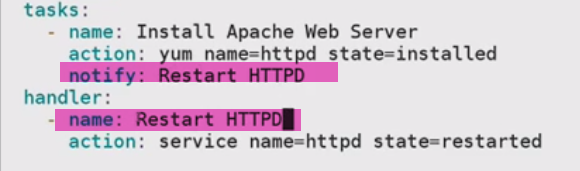 tasks:
- name: Install Apache Web Server
action: yum name=httpd state=installed
notify: Restart HTTPD
handler:
- name: Restart HTTPD
action: service name=httpd state=restarted